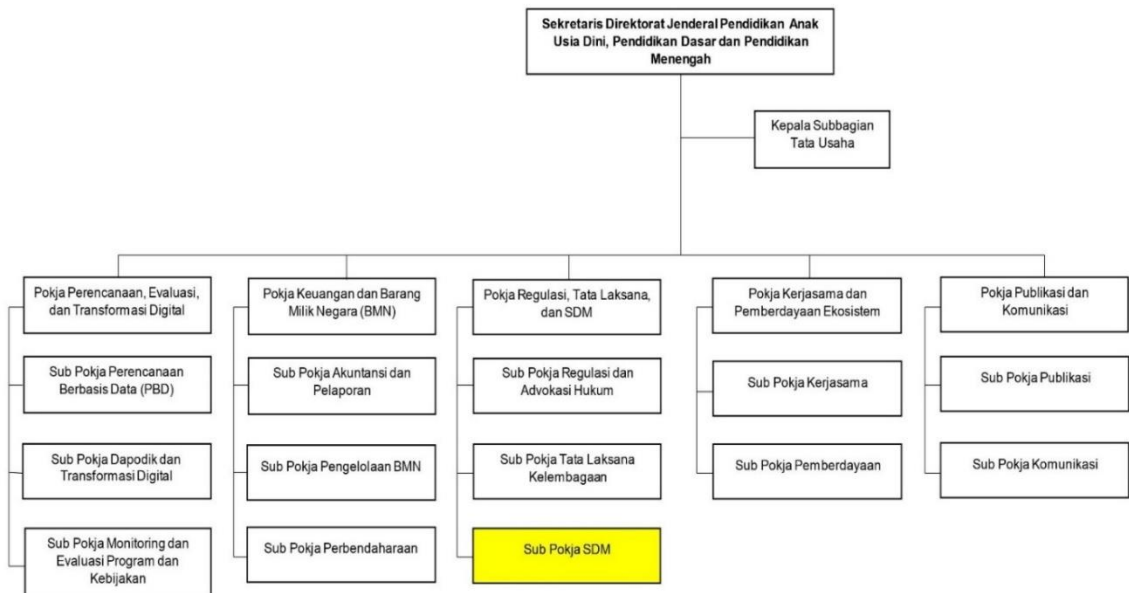 Sekretaris Direktorat Jenderal Pendidikan Anak
Usia Dini, Pendidikan Dasar dan Pendidikan
Menengah
Kepala Subbagian
Tata Usaha
Pokja Perencanaan, Evaluasi,
dan Transformasi Digital
Sub Pokja Perencanaan
Berbasis Data (PBD)
Sub Pokja Dapodik dan
Transformasi Digital
Sub Pokja Monitoring dan
Evaluasi Program dan
Kebijakan
Pokja Keuangan dan Barang
Milik Negara (BMN)
Sub Pokja Akuntansi dan
Pelaporan
Sub Pokja Pengelolaan BMN
Sub Pokja Perbendaharaan
Pokja Regulasi, Tata Laksana,
dan SDM
Sub Pokja Regulasi dan
Advokasi Hukum
Sub Pokja Tata Laksana
Kelembagaan
Sub Pokja SDM
Pokja Kerjasama dan
Pemberdayaan Ekosistem
Sub Pokja Kerjasama
Sub Pokja Pemberdayaan
Pokja Publikasi dan
Komunikasi
Sub Pokja Publikasi
Sub Pokja Komunikasi